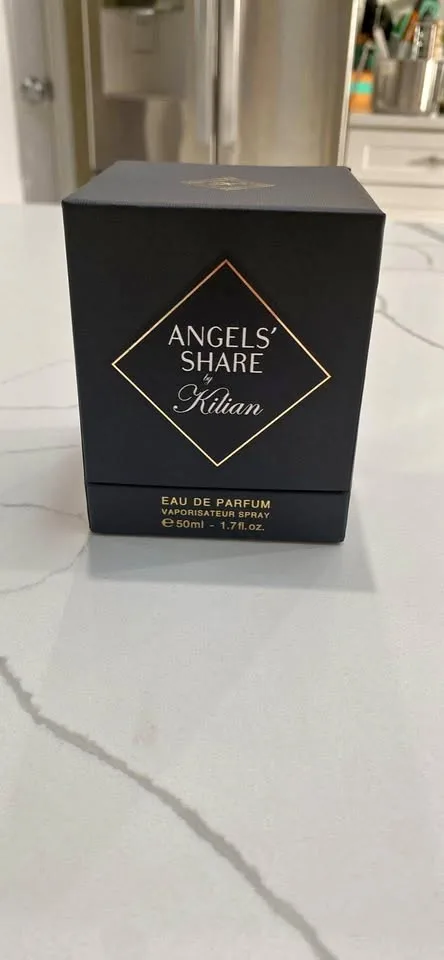 ANGELS'
SHARE
by
Kilian
EAU DE PARFUM
VAPORISATEUR SPRAY
℮50ml - 1.7fl.oz.